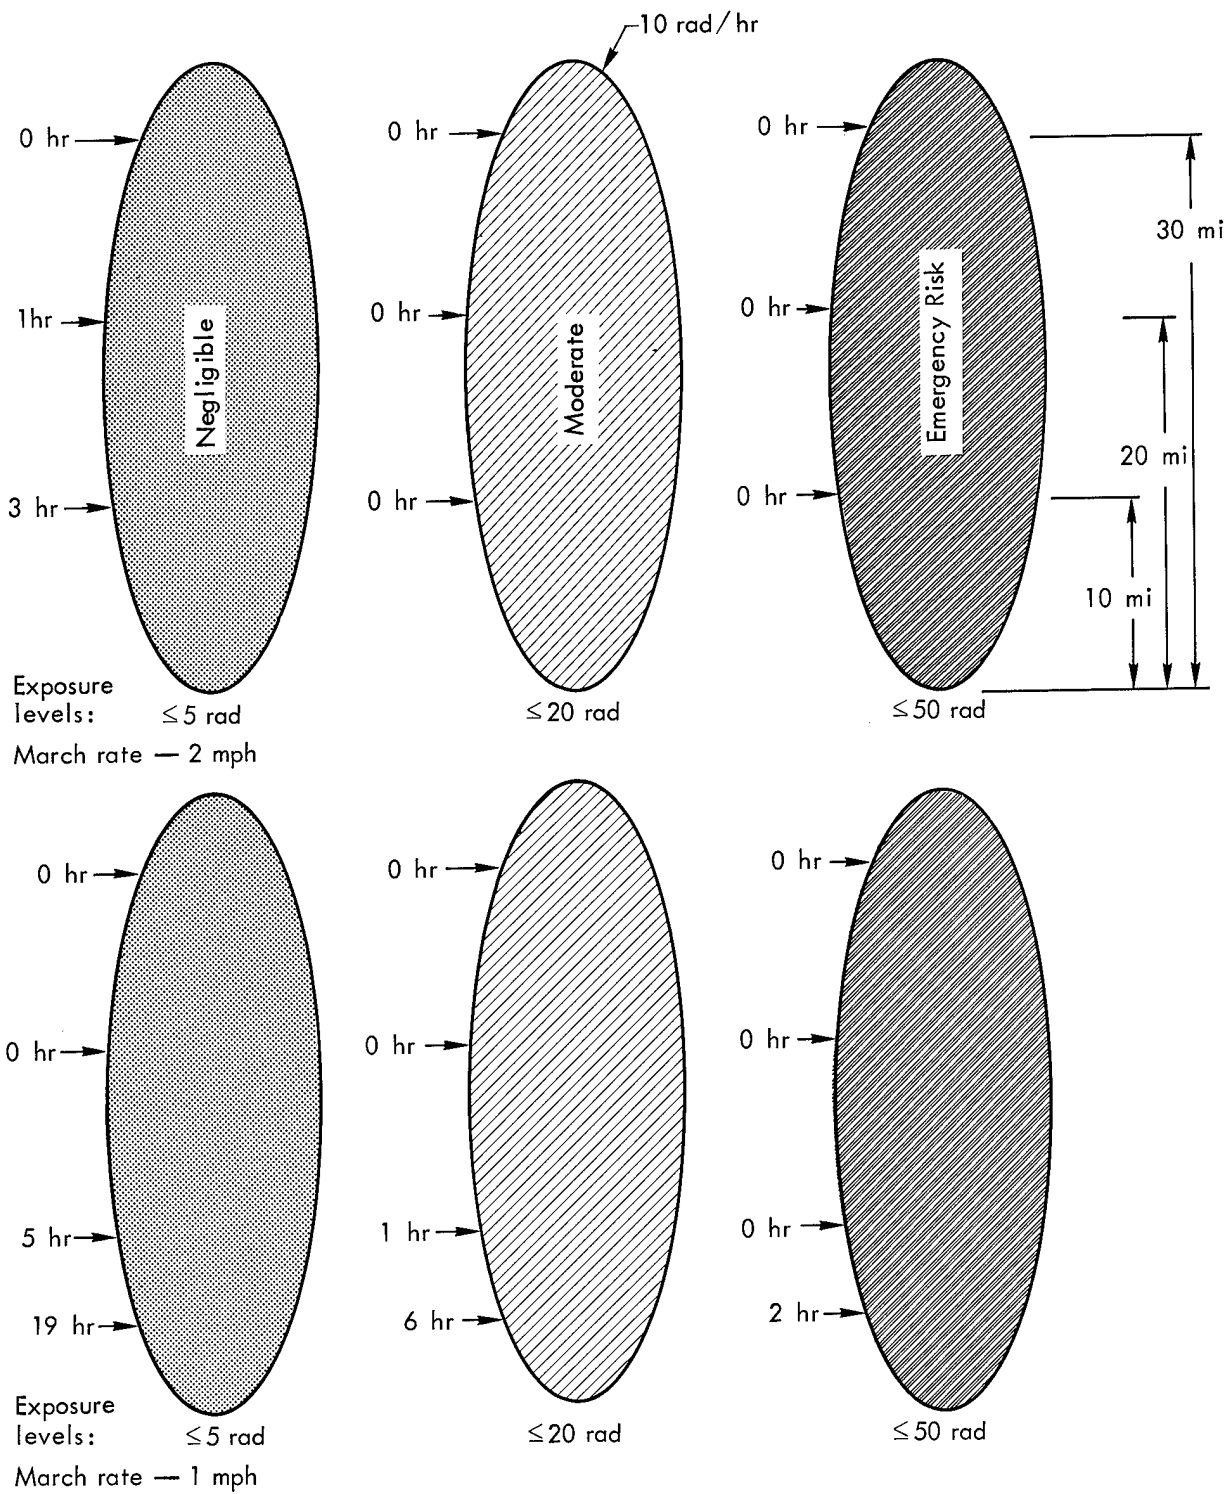 10 rad/hr
0 hr
0 hr
0 hr
30 mi
1hr
0 hr
0 hr
Negligible
Moderate
Emergency Risk
20 mi
3 hr
0 hr
0 hr
10 mi
Exposure
levels: ≤5 rad
≤20 rad
≤50 rad
March rate — 2 mph
0 hr
0 hr
0 hr
0 hr
0 hr
0 hr
5 hr
1 hr
0 hr
19 hr
6 hr
2 hr
Exposure
levels: ≤5 rad
≤20 rad
≤50 rad
March rate — 1 mph